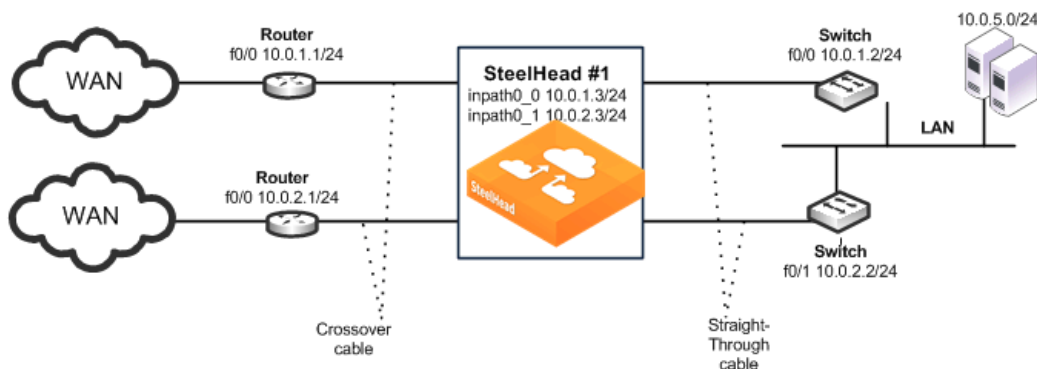 10.0.5.0/24
Router
f0/0 10.0.1.1/24
Switch
f0/0 10.0.1.2/24
WAN
SteelHead #1
inpath0_0 10.0.1.3/24
inpath0_1 10.0.2.3/24
LAN
Router
f0/0 10.0.2.1/24
WAN
SteelHead
Switch
f0/1 10.0.2.2/24
Crossover
cable
Straight-
Through
cable